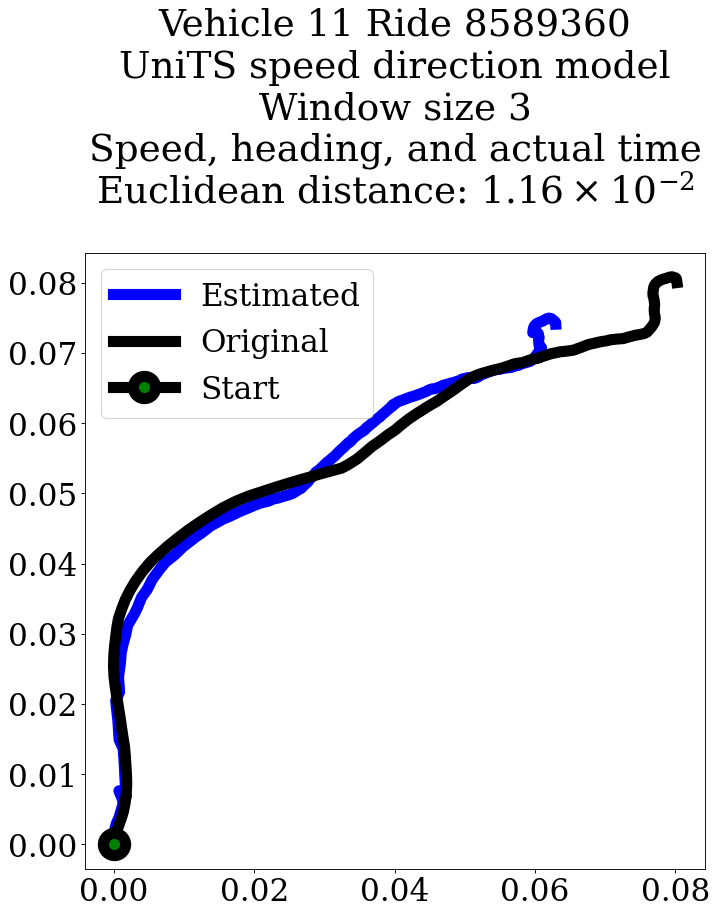 Vehicle 11 Ride 8589360
UniTS speed direction model
Window size 3
Speed, heading, and actual time
Euclidean distance: 1.16 × 10⁻²
Estimated
Original
Start
0.08
0.07
0.06
0.05
0.04
0.03
0.02
0.01
0.00
0.00 0.02 0.04 0.06 0.08